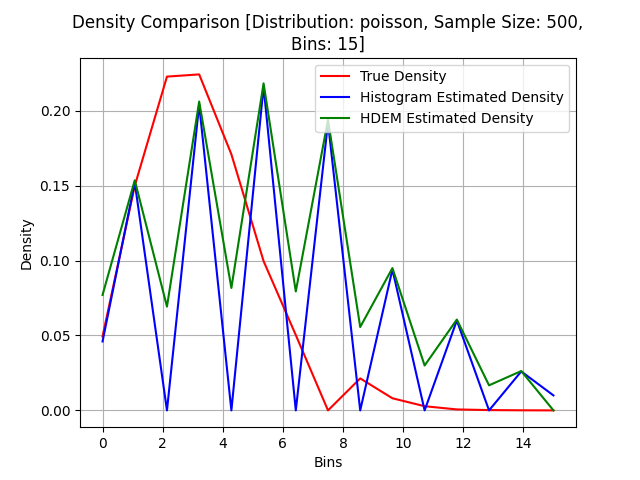 Density Comparison [Distribution: poisson, Sample Size: 500,
Bins: 15]
True Density
Histogram Estimated Density
HDEM Estimated Density
Density
0.20
0.15
0.10
0.05
0.00
0 2 4 6 8 10 12 14
Bins